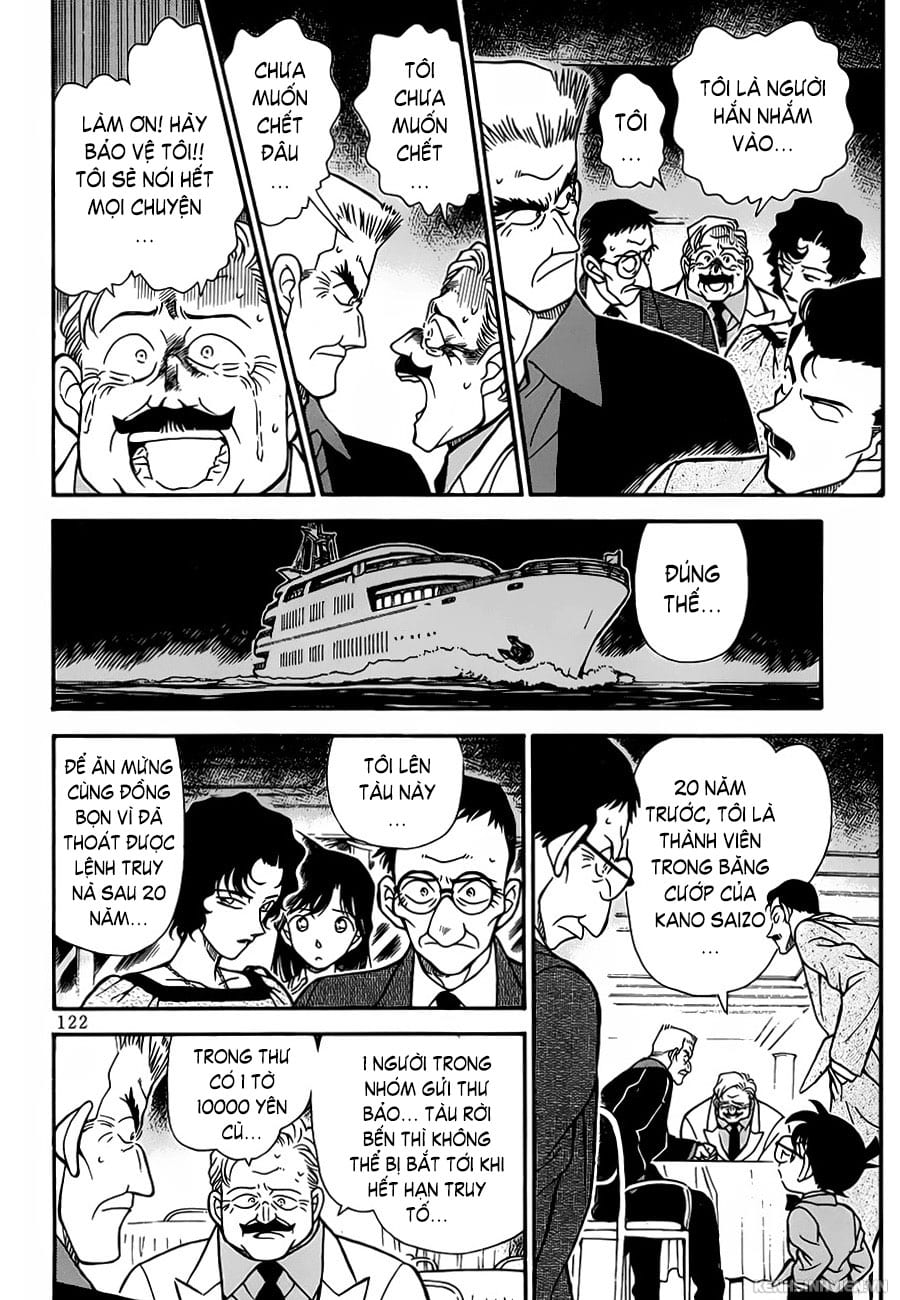 TÔI LÀ NGƯỜI
HẮN NHẮM
VÀO...
TÔI
...
TÔI
CHƯA
MUỐN
CHẾT
...
CHƯA
MUỐN
CHẾT
ĐÂU
...
LÀM ƠN! HÃY
BẢO VỆ TÔI!!
TÔI SẼ NÓI HẾT
MỌI CHUYỆN
...
ĐÚNG
THẾ...
20 NĂM
TRƯỚC, TÔI LÀ
THÀNH VIÊN
TRONG BĂNG
CƯỚP CỦA
KANO SAIZO
...
TÔI LÊN
TÀU NÀY
...
ĐỂ ĂN MỪNG
CÙNG ĐỒNG
BỌN VÌ ĐÃ
THOÁT ĐƯỢC
LỆNH TRUY
NÃ SAU 20
NĂM...
122
1 NGƯỜI TRONG
NHÓM GỬI THƯ
BẢO... TÀU RỜI
BẾN THÌ KHÔNG
THỂ BỊ BẮT TỚI KHI
HẾT HẠN TRUY
TỐ...
TRONG THƯ
CÓ 1 TỜ
10000 YÊN
CŨ...
KENHSINHVIEN.VN